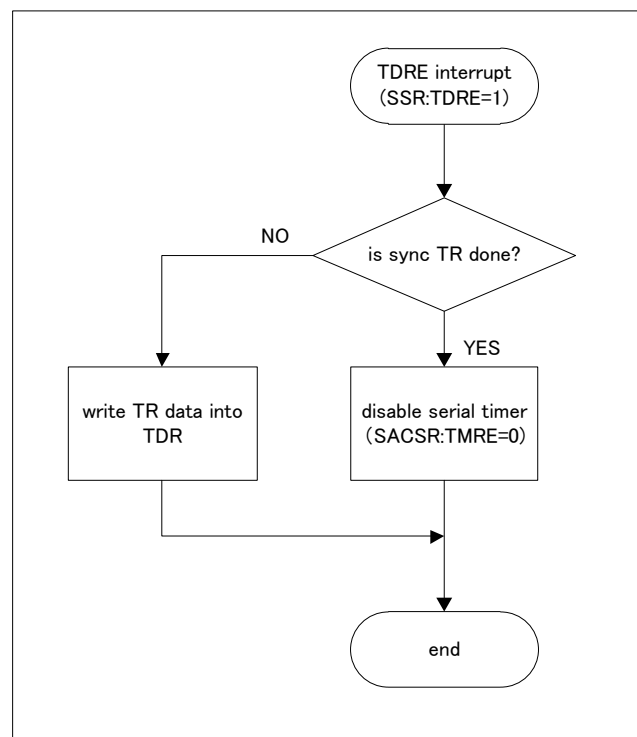 TDRE interrupt
(SSR:TDRE=1)
NO
is sync TR done?
YES
write TR data into
TDR
disable serial timer
(SACSR:TMRE=0)
end